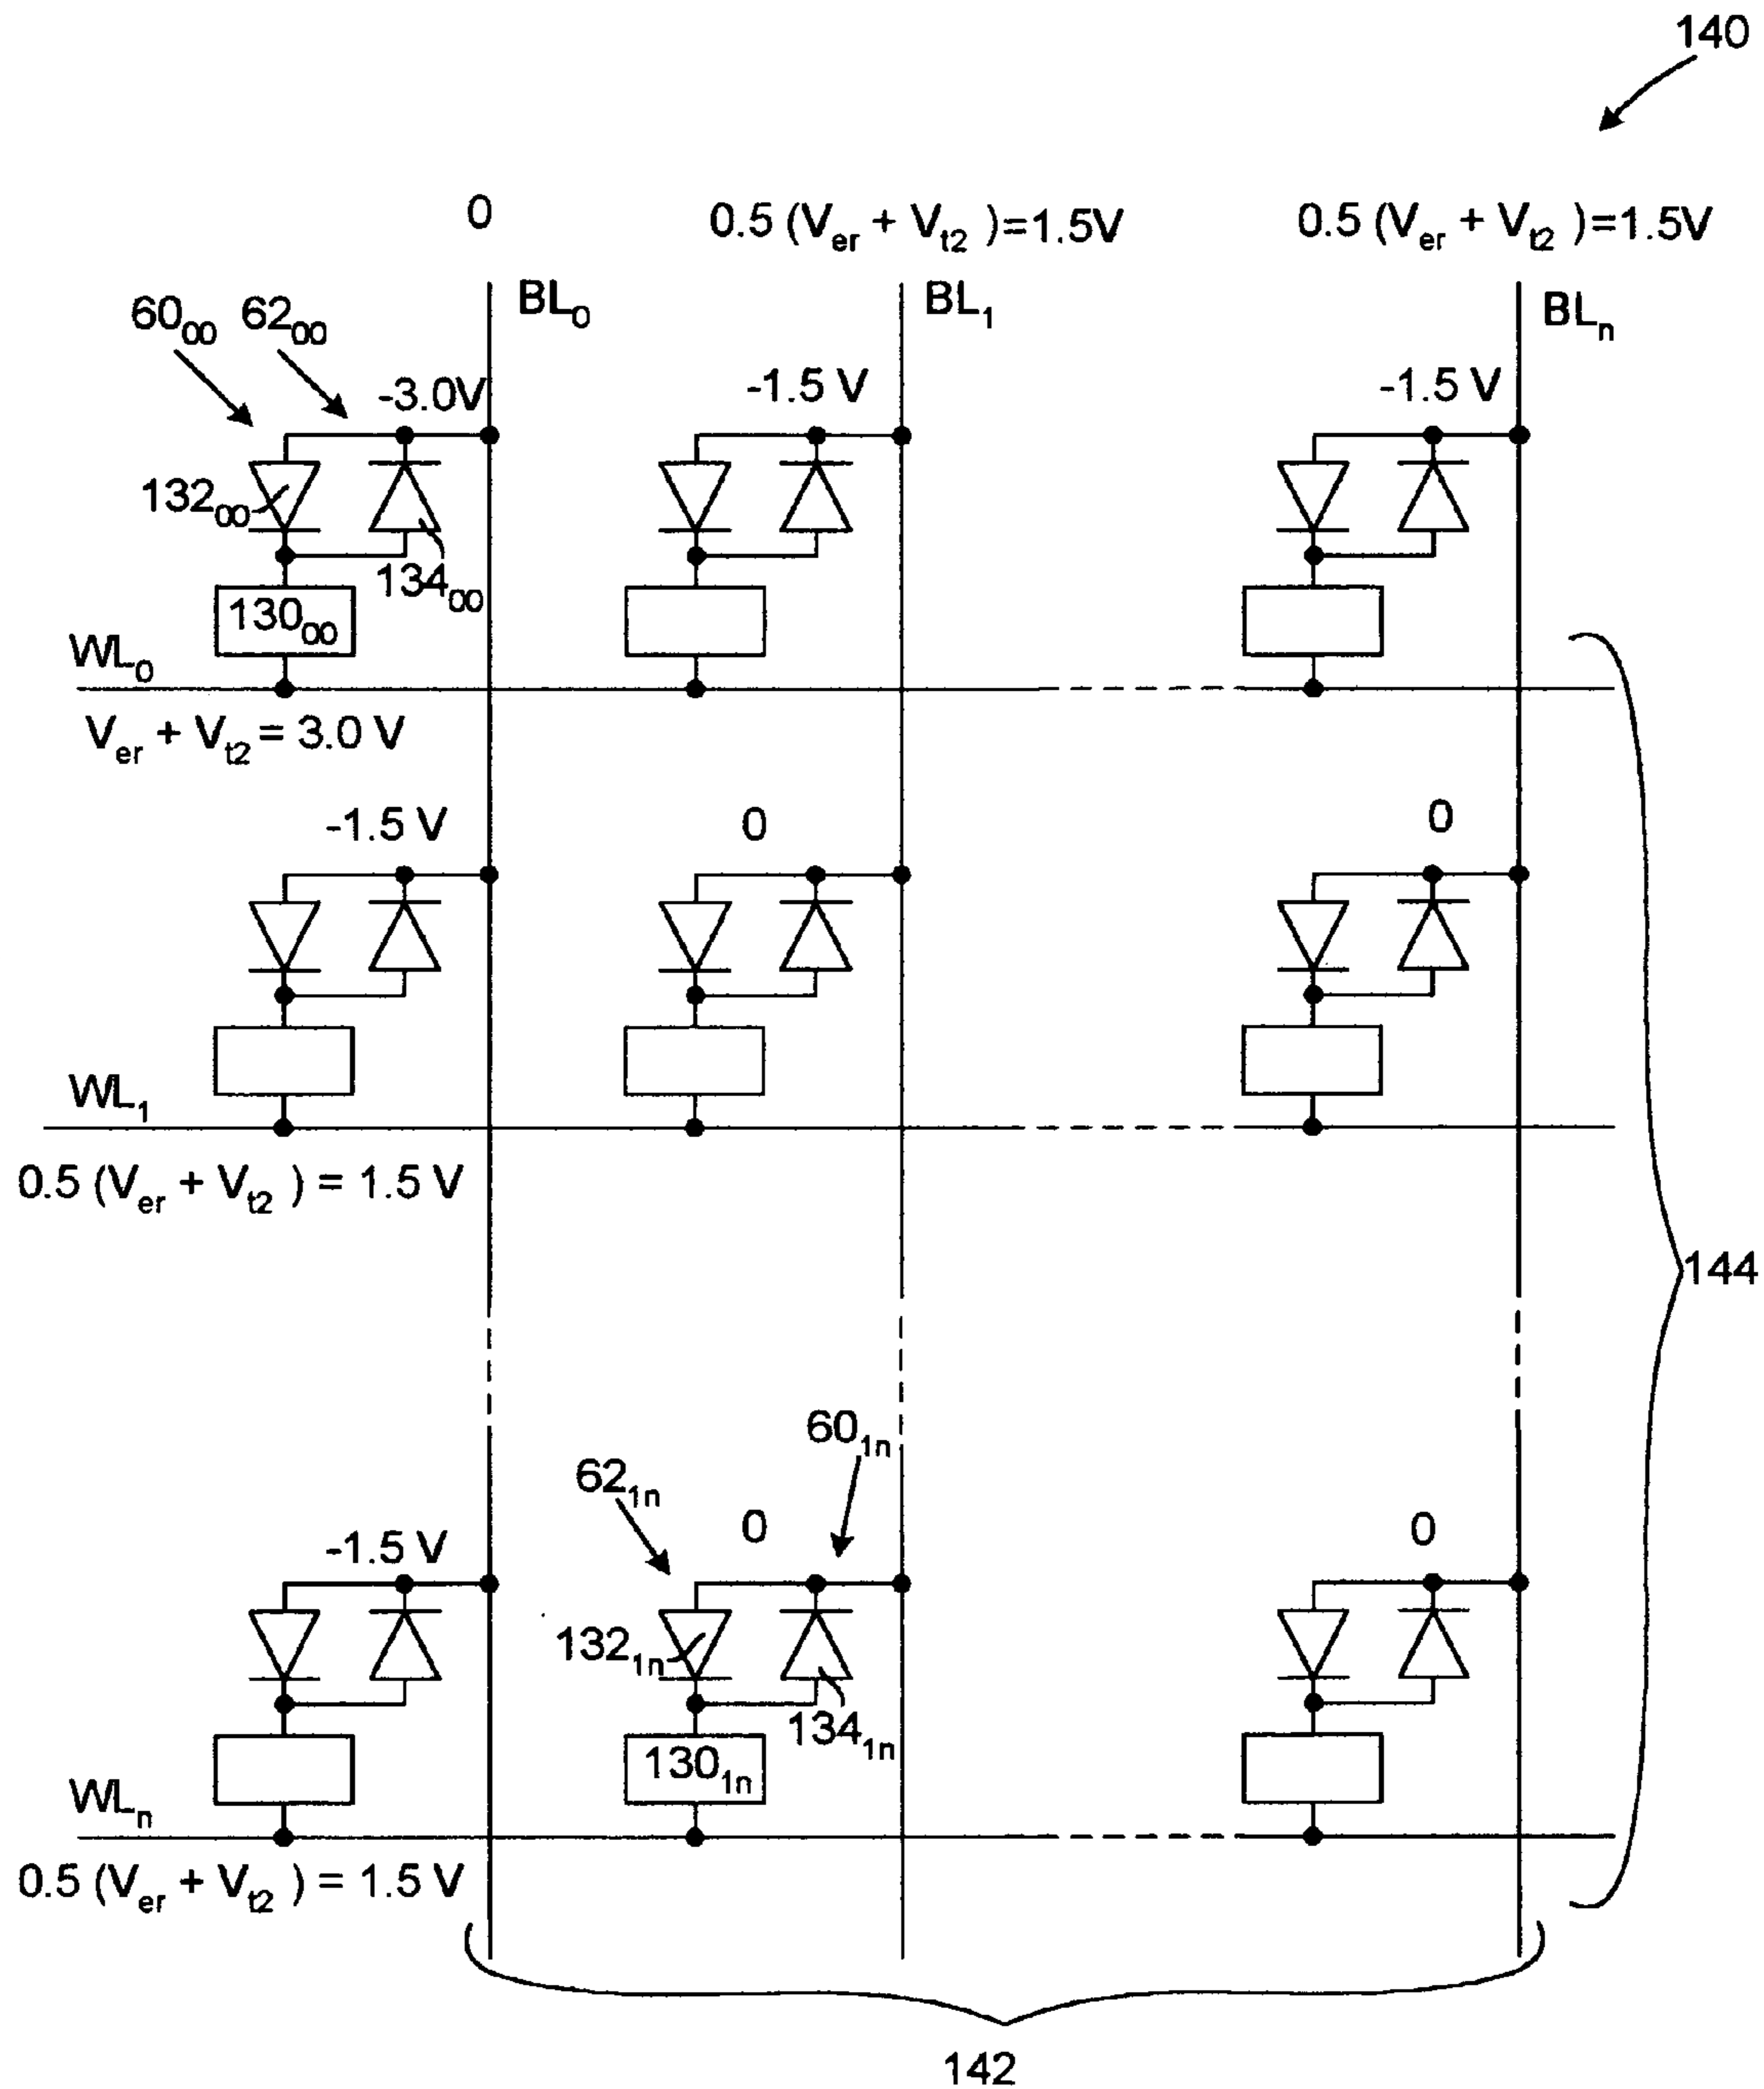 140
0
0.5 (Ver + Vt2 )=1.5V
0.5 (Ver + Vt2 )=1.5V
BL0
BL1
BLn
6000
6200
-3.0V
-1.5 V
-1.5 V
13200
13400
13000
WL0
Ver + Vt2 = 3.0 V
-1.5 V
0
0
WL1
0.5 (Ver + Vt2 ) = 1.5 V
144
601n
621n
-1.5 V
0
0
1321n
1341n
1301n
WLn
0.5 (Ver + Vt2 ) = 1.5 V
142